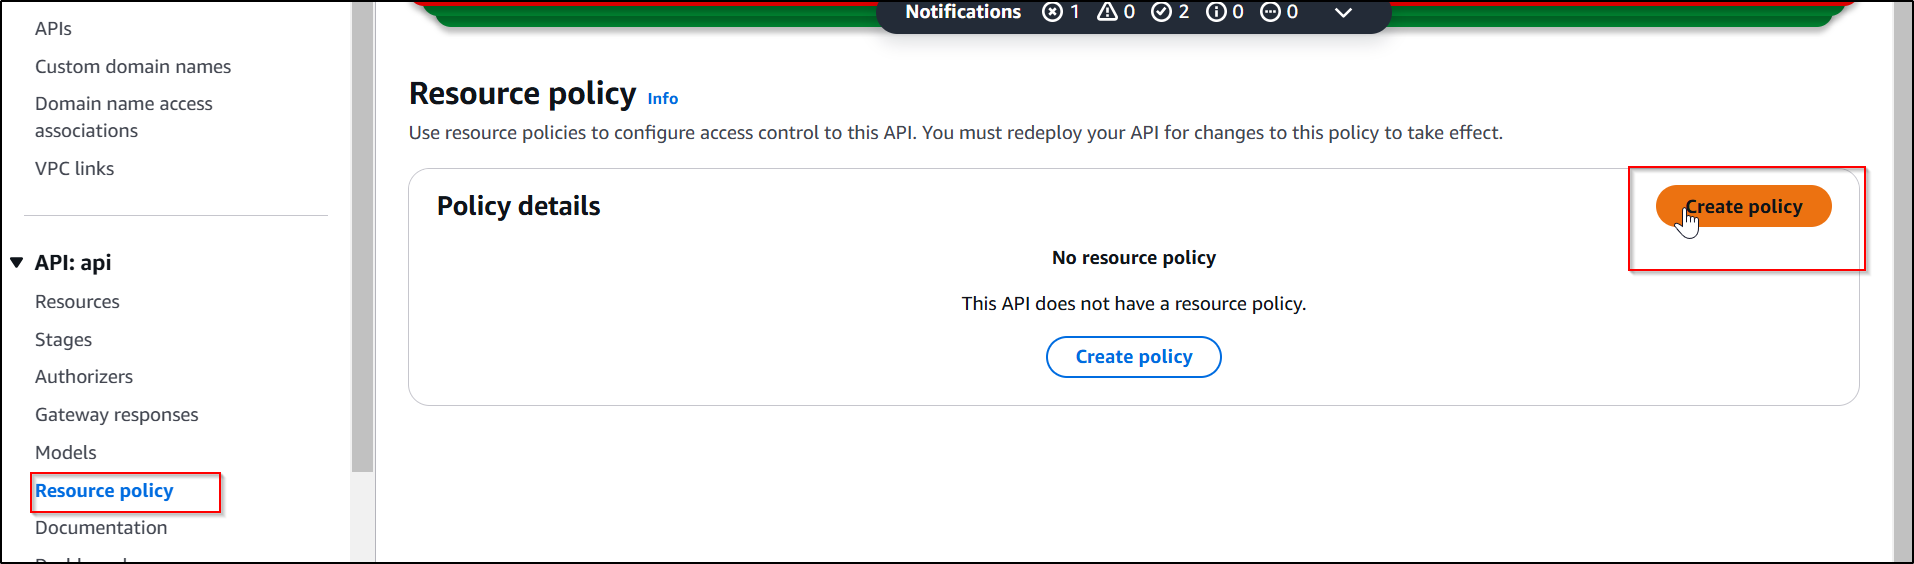 Notifications 1 0 2 0 0
APIs
Custom domain names
Domain name access
associations
VPC links
API: api
Resources
Stages
Authorizers
Gateway responses
Models
Resource policy
Documentation
Resource policy Info
Use resource policies to configure access control to this API. You must redeploy your API for changes to this policy to take effect.
Policy details
Create policy
No resource policy
This API does not have a resource policy.
Create policy